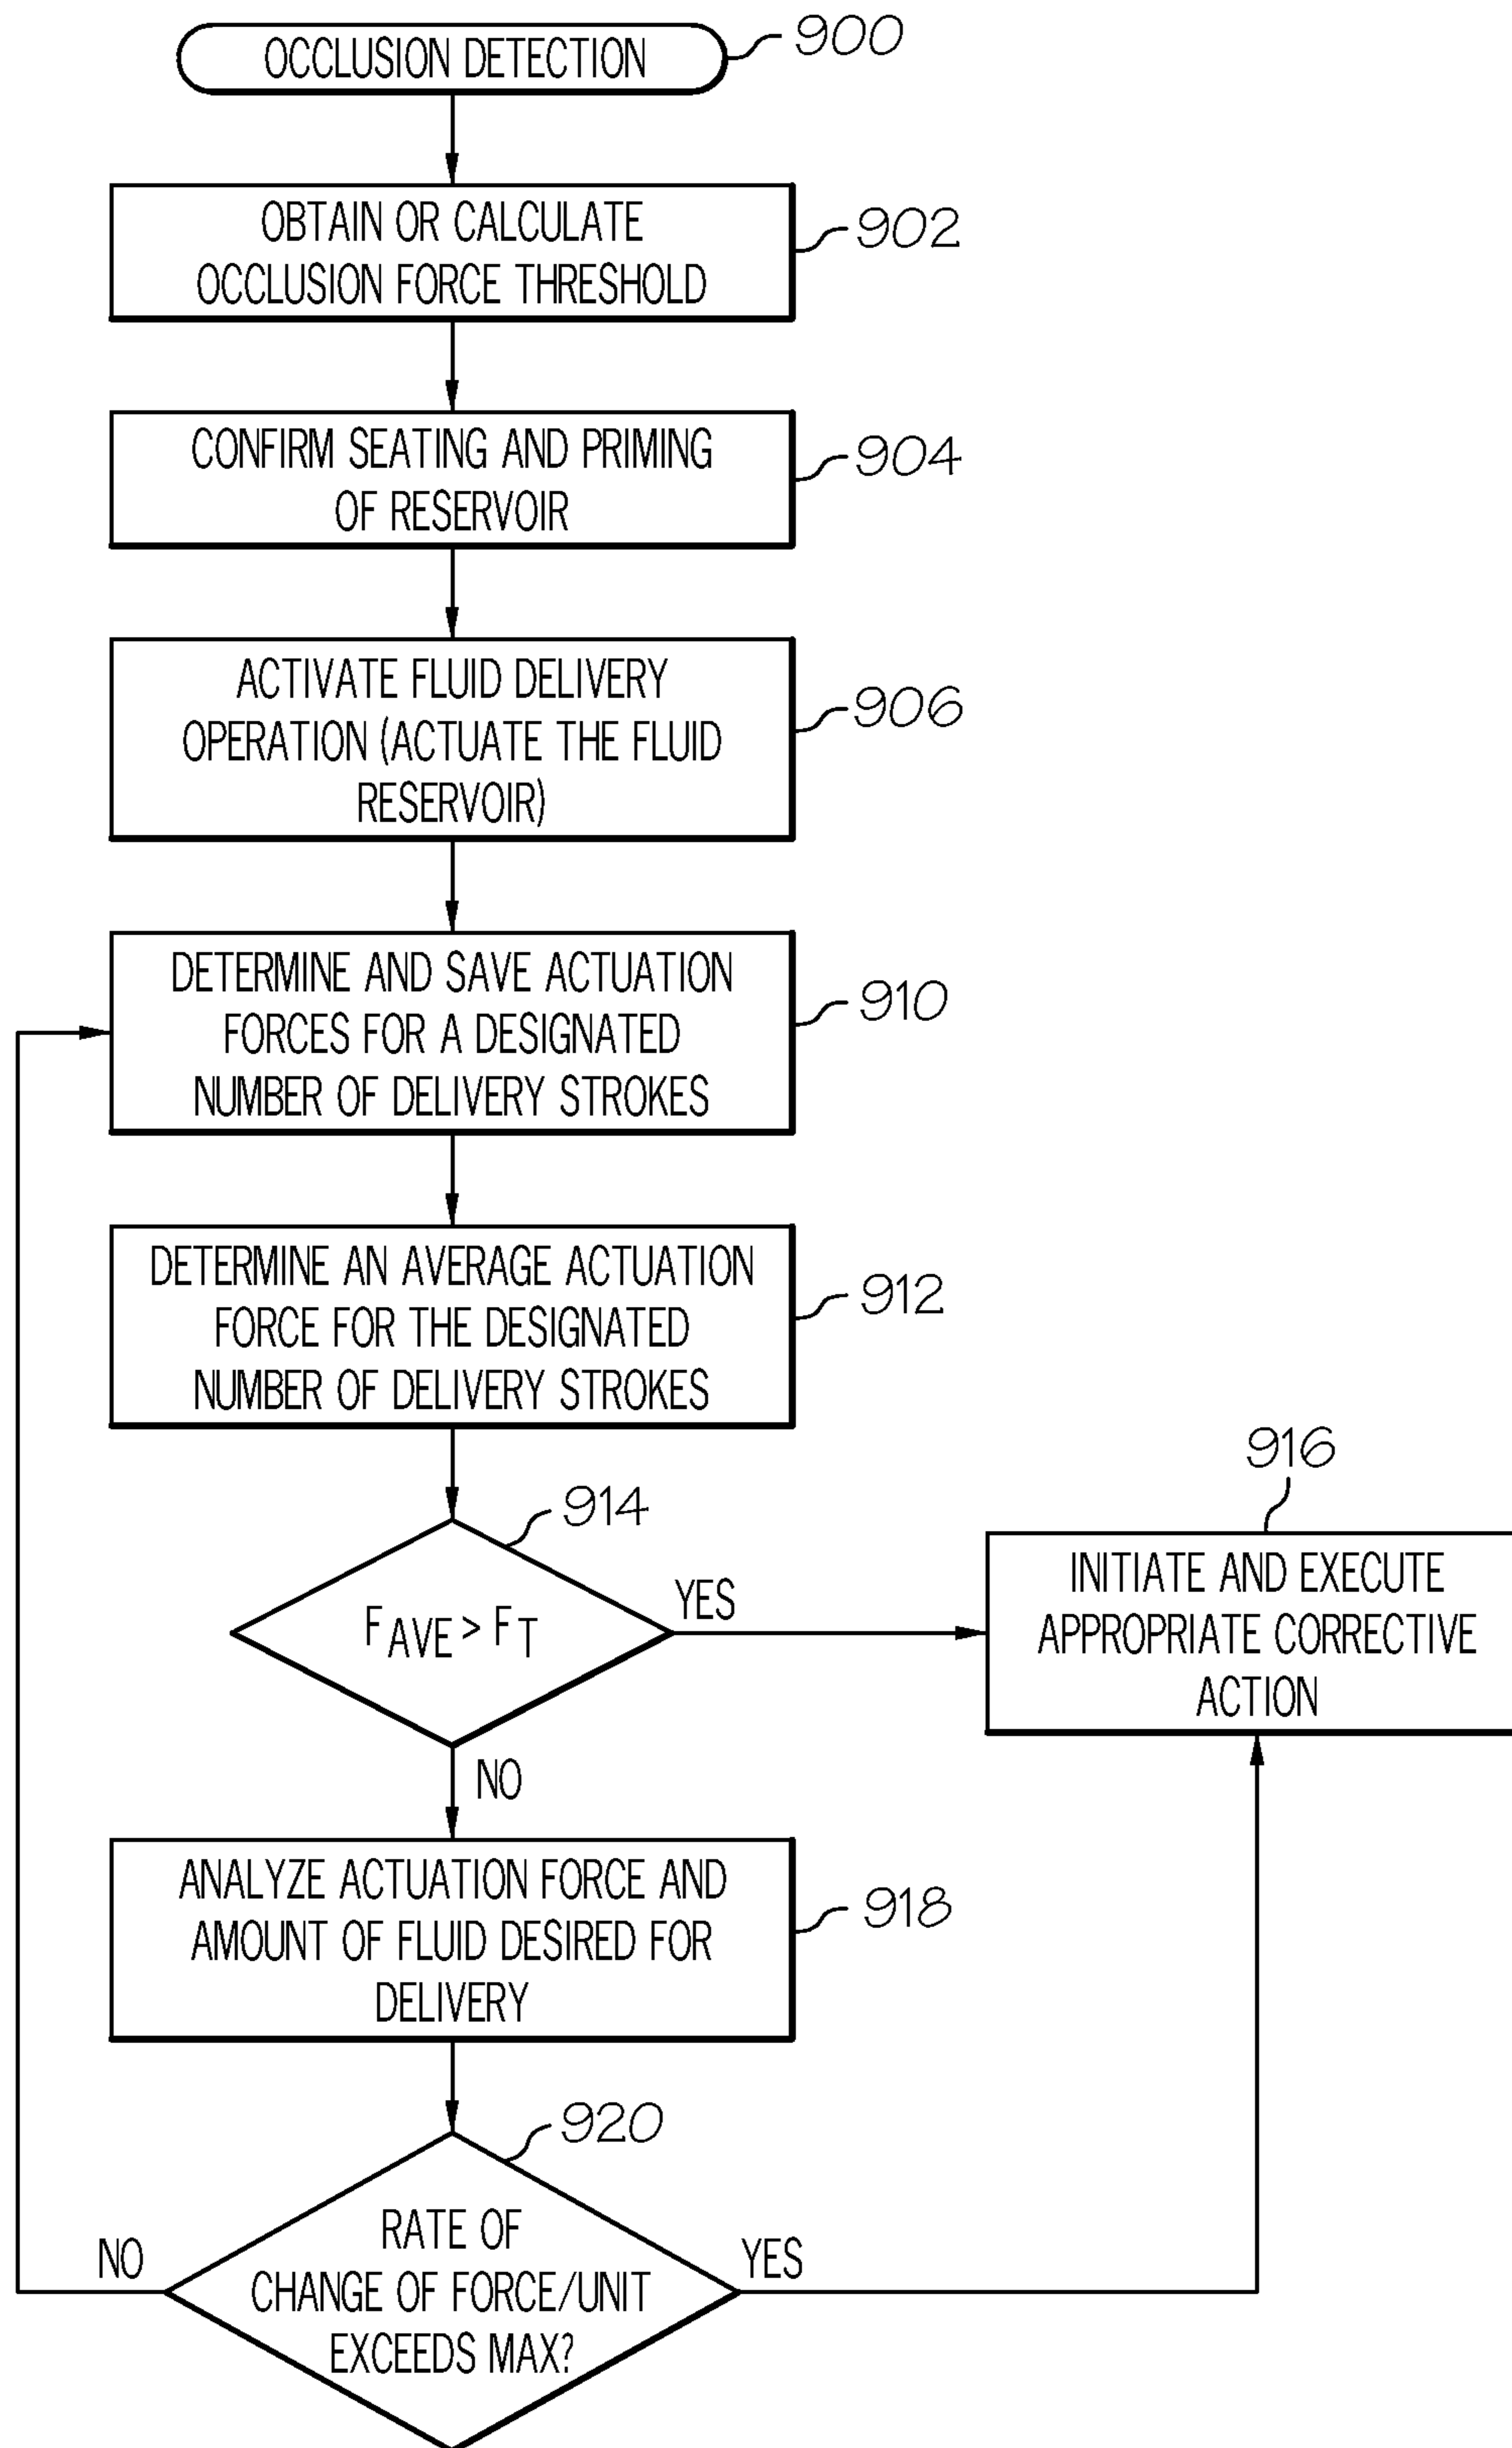 OCCLUSION DETECTION
900
OBTAIN OR CALCULATE
OCCLUSION FORCE THRESHOLD
902
CONFIRM SEATING AND PRIMING
OF RESERVOIR
904
ACTIVATE FLUID DELIVERY
OPERATION (ACTUATE THE FLUID
RESERVOIR)
906
DETERMINE AND SAVE ACTUATION
FORCES FOR A DESIGNATED
NUMBER OF DELIVERY STROKES
910
DETERMINE AN AVERAGE ACTUATION
FORCE FOR THE DESIGNATED
NUMBER OF DELIVERY STROKES
912
914
FAVE > FT
YES
NO
916
INITIATE AND EXECUTE
APPROPRIATE CORRECTIVE
ACTION
ANALYZE ACTUATION FORCE AND
AMOUNT OF FLUID DESIRED FOR
DELIVERY
918
920
RATE OF
CHANGE OF FORCE/UNIT
EXCEEDS MAX?
NO
YES